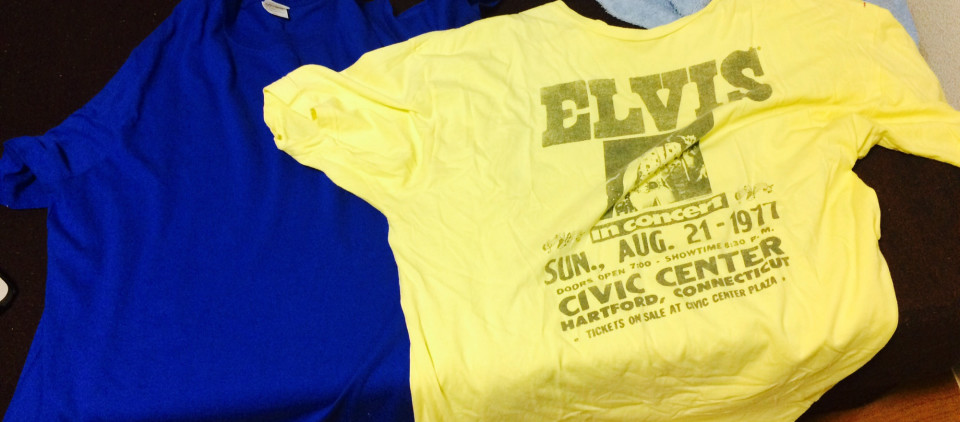 ELVIS
in concert
SUN., AUG. 21-1977
DOORS OPEN 7:00 - SHOWTIME 8:30 P.M.
CIVIC CENTER
HARTFORD, CONNECTICUT
TICKETS ON SALE AT CIVIC CENTER PLAZA